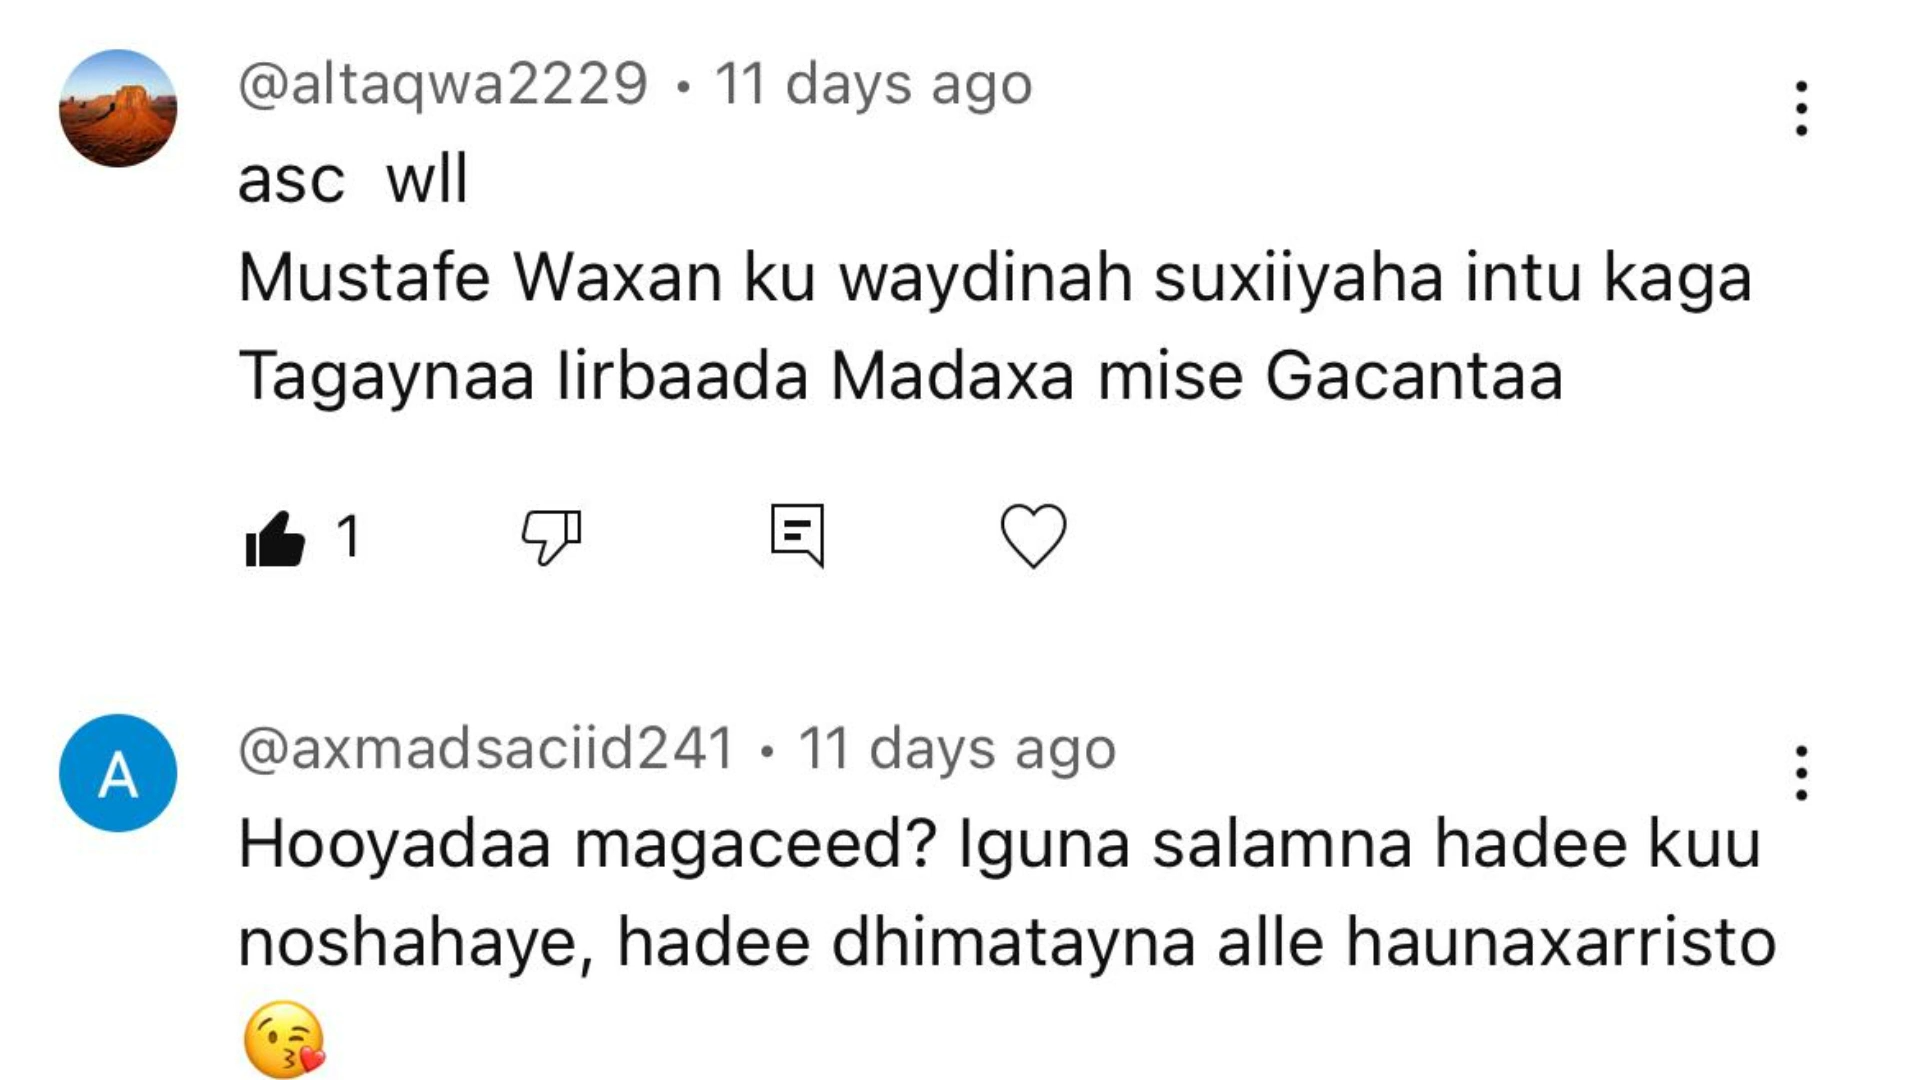 @altaqwa2229 • 11 days ago
asc  wll
Mustafe Waxan ku waydinah suxiiyaha intu kaga
Tagaynaa lirbaada Madaxa mise Gacantaa
1
A
@axmadsaciid241 • 11 days ago
Hooyadaa magaceed? Iguna salamna hadee kuu
noshahaye, hadee dhimatayna alle haunaxarristo
😘